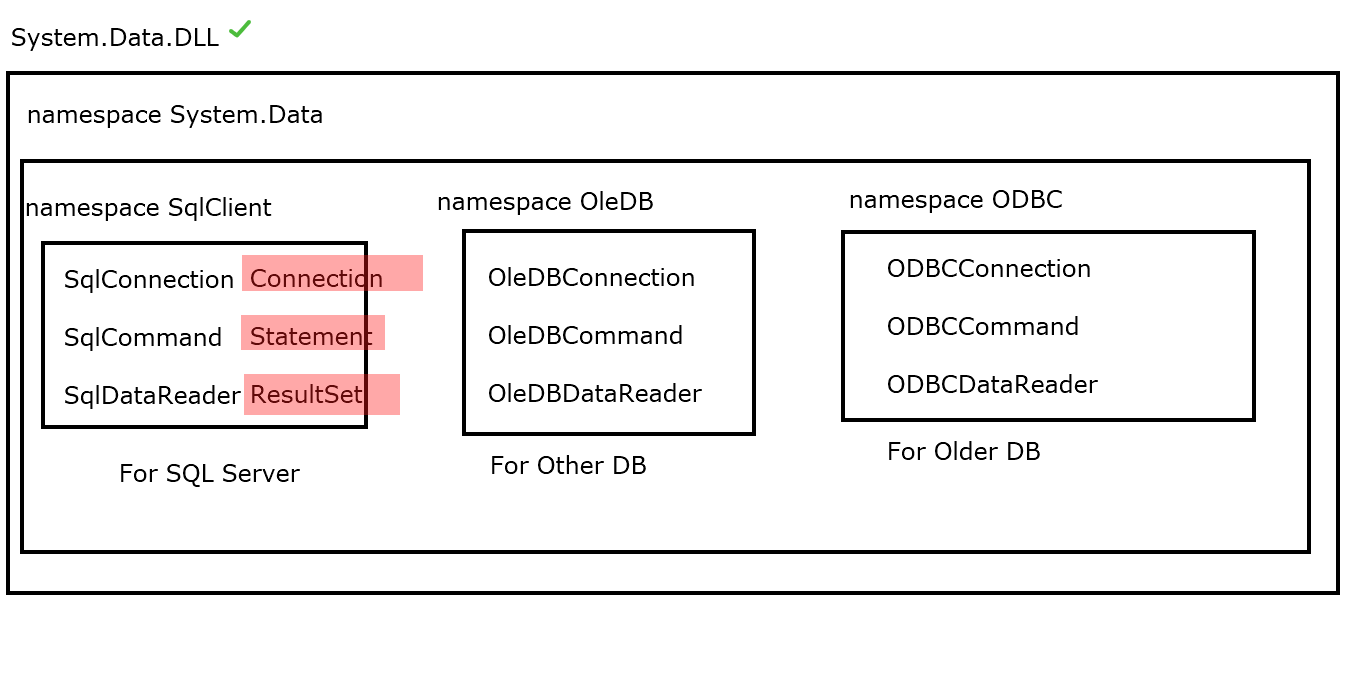 System.Data.DLL
namespace System.Data
namespace SqlClient
SqlConnection Connection
SqlCommand Statement
SqlDataReader ResultSet
For SQL Server
namespace OleDB
OleDBConnection
OleDBCommand
OleDBDataReader
For Other DB
namespace ODBC
ODBCConnection
ODBCCommand
ODBCDataReader
For Older DB